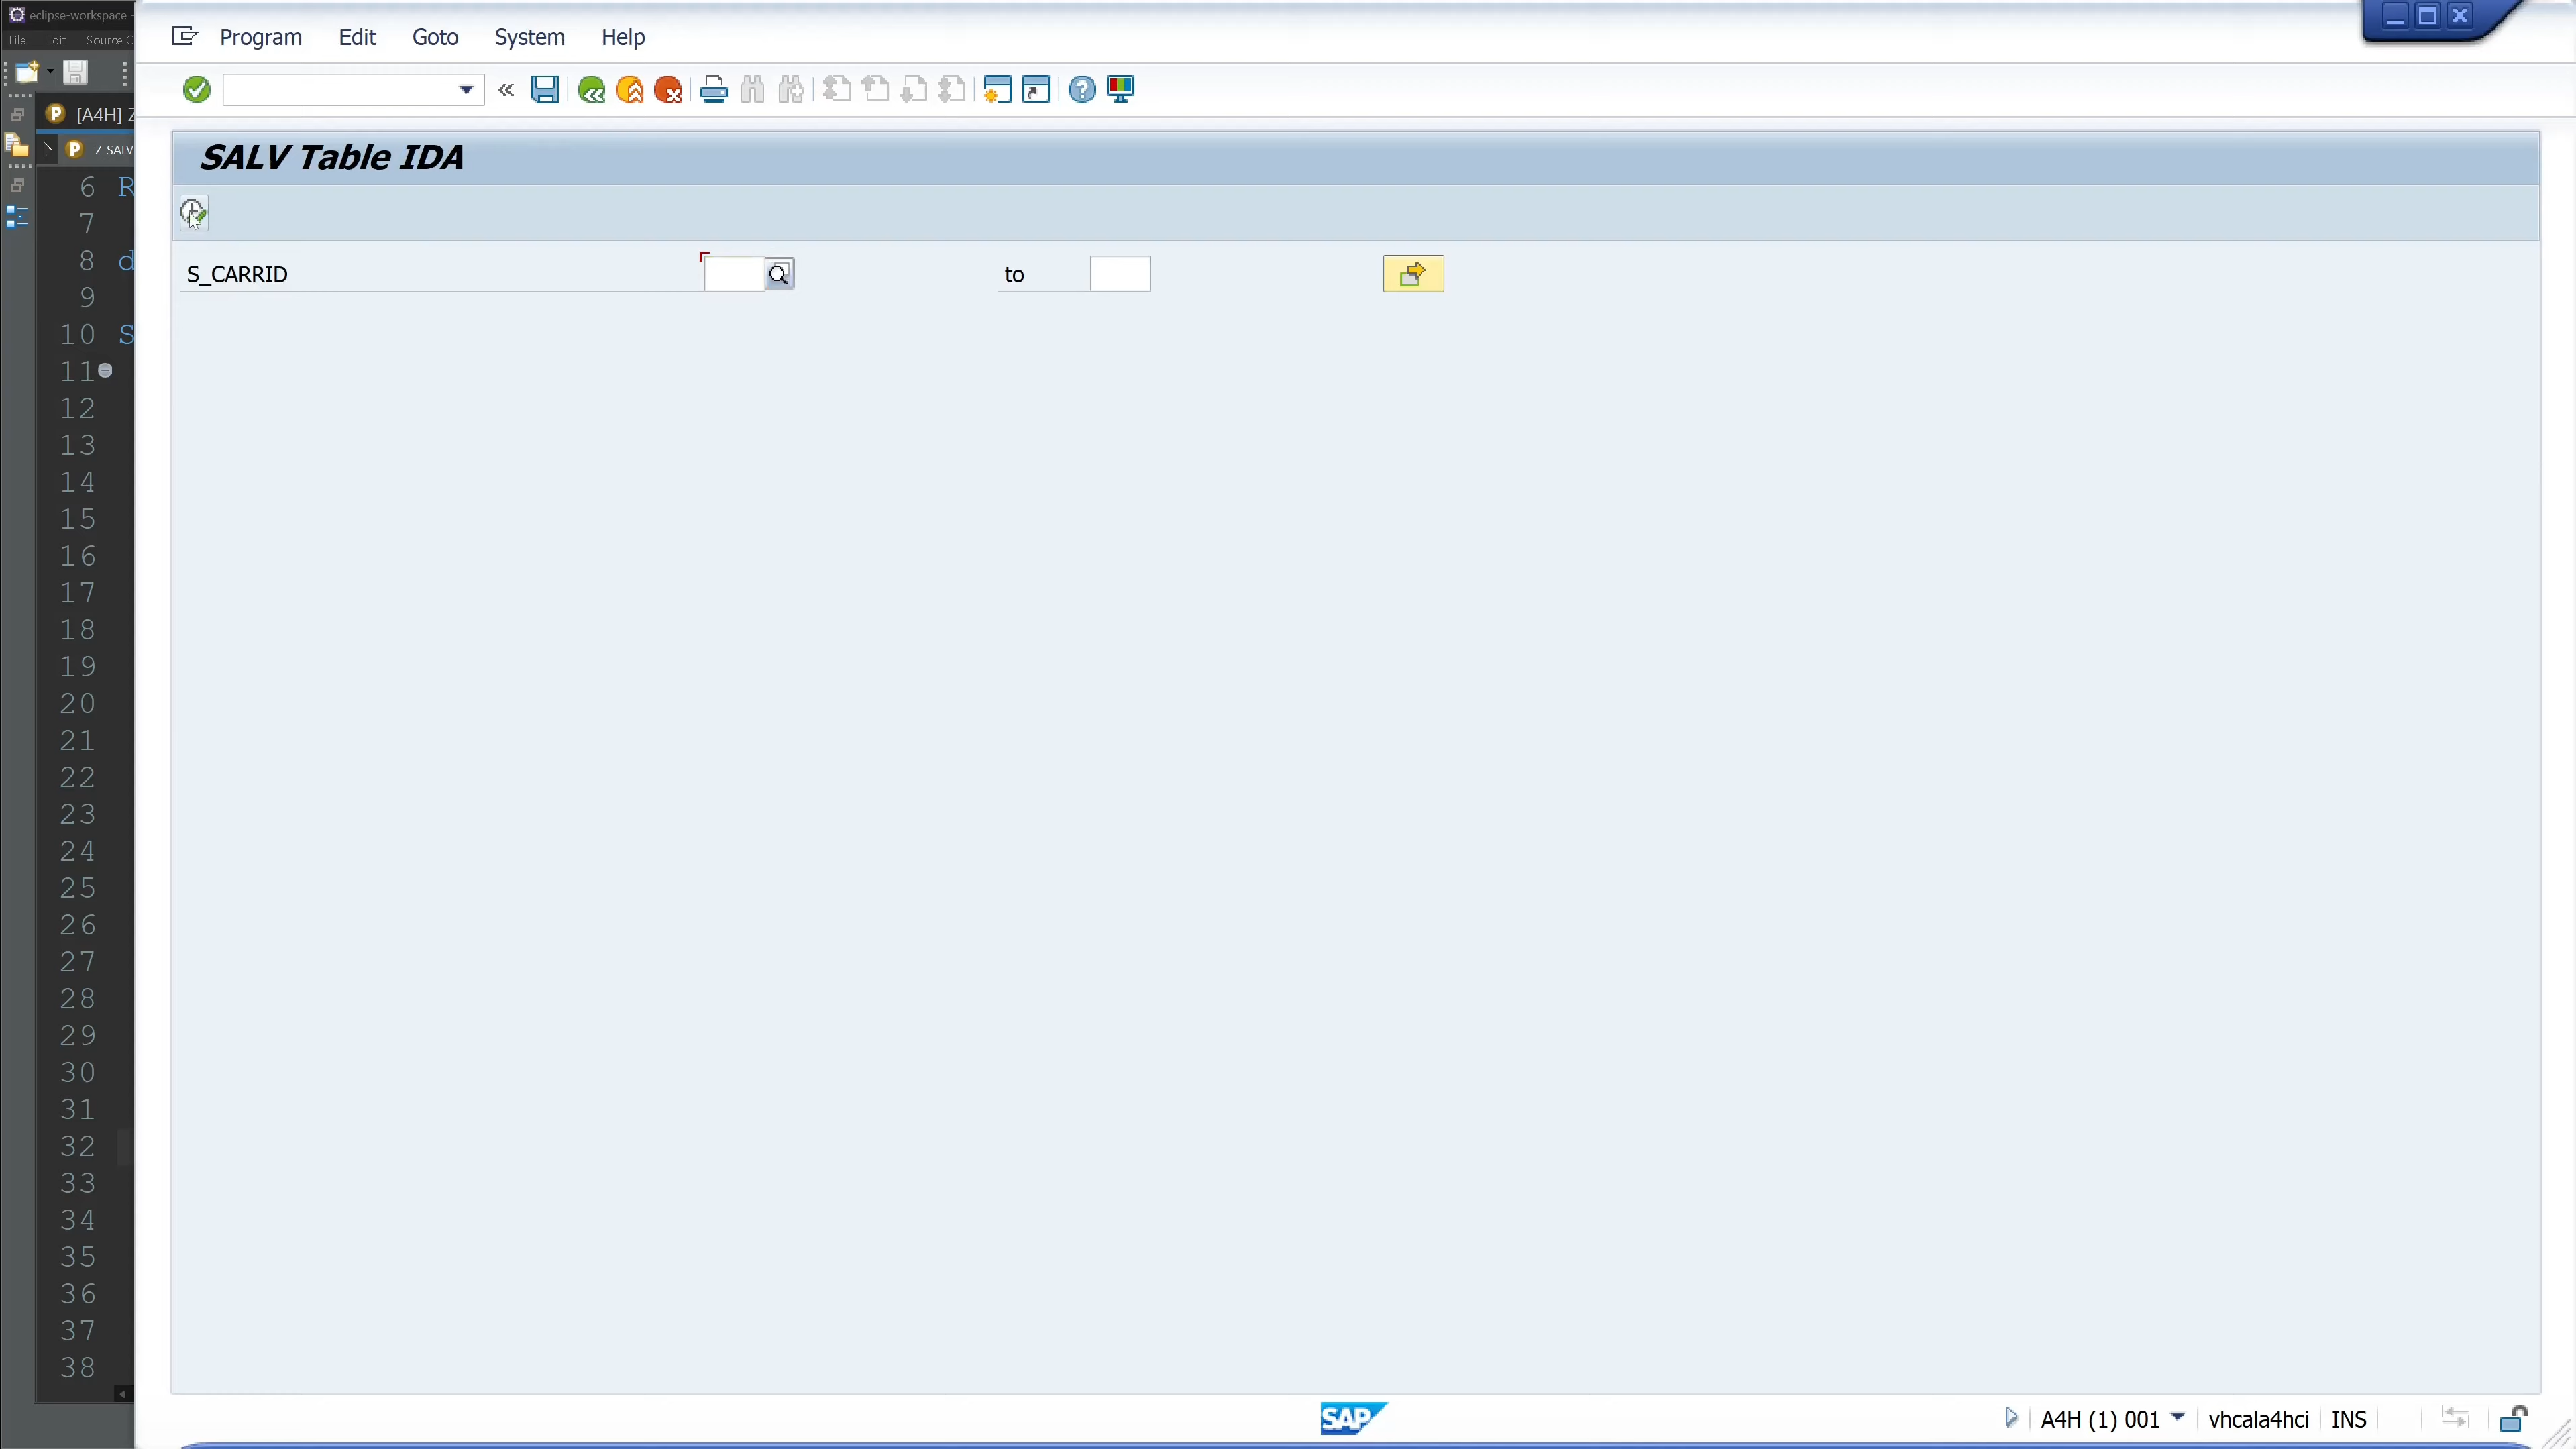 eclipse-workspace -
File Edit Source C
Program Edit Goto System Help
[A4H] Z
Z_SALV
SALV Table IDA
S_CARRID to
6 R
7
8 d
9
10 S
11
12
13
14
15
16
17
18
19
20
21
22
23
24
25
26
27
28
29
30
31
32
33
34
35
36
37
38
SAP
A4H (1) 001 vhcala4hci INS